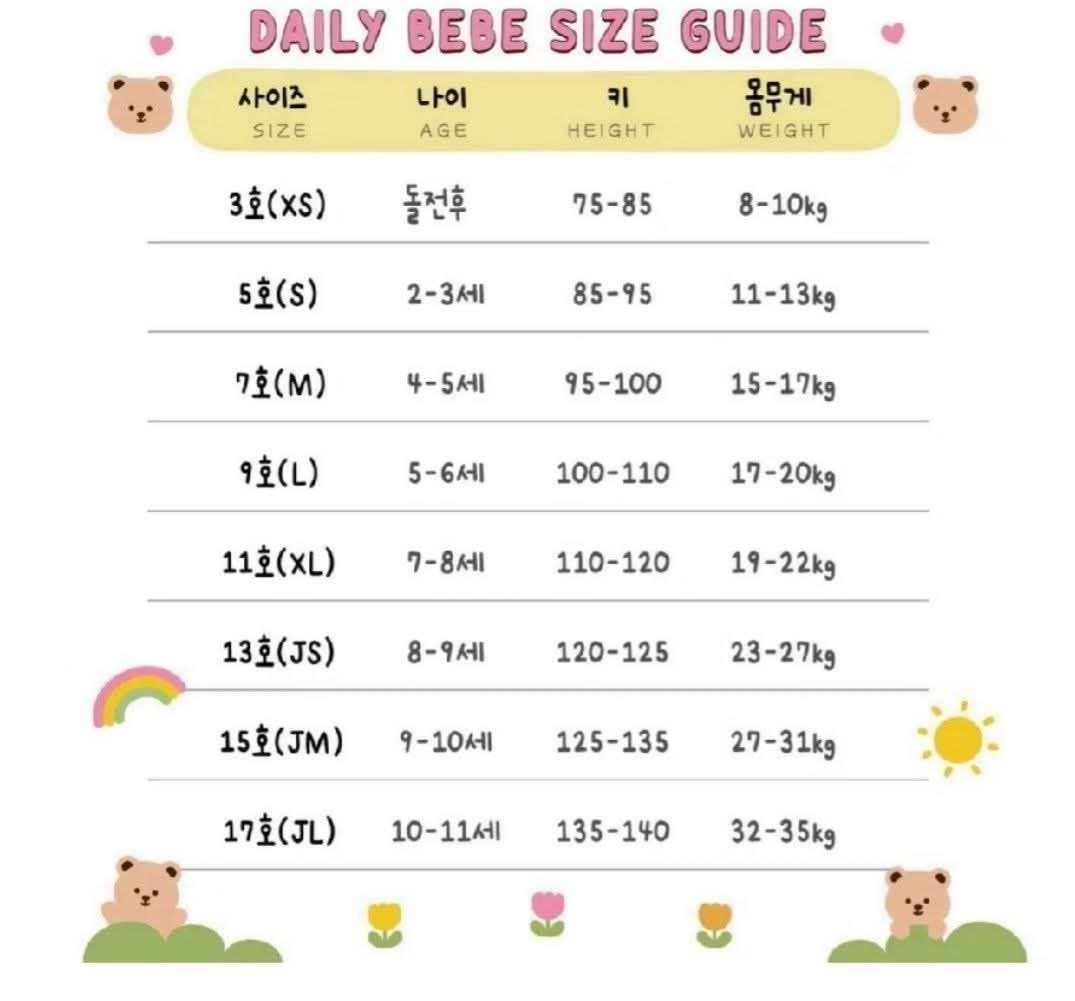 DAILY BEBE SIZE GUIDE
사이즈 나이 키 몸무게
SIZE AGE HEIGHT WEIGHT
3호(XS) 돌전후 75-85 8-10kg
5호(S) 2-3세 85-95 11-13kg
7호(M) 4-5세 95-100 15-17kg
9호(L) 5-6세 100-110 17-20kg
11호(XL) 7-8세 110-120 19-22kg
13호(JS) 8-9세 120-125 23-27kg
15호(JM) 9-10세 125-135 27-31kg
17호(JL) 10-11세 135-140 32-35kg